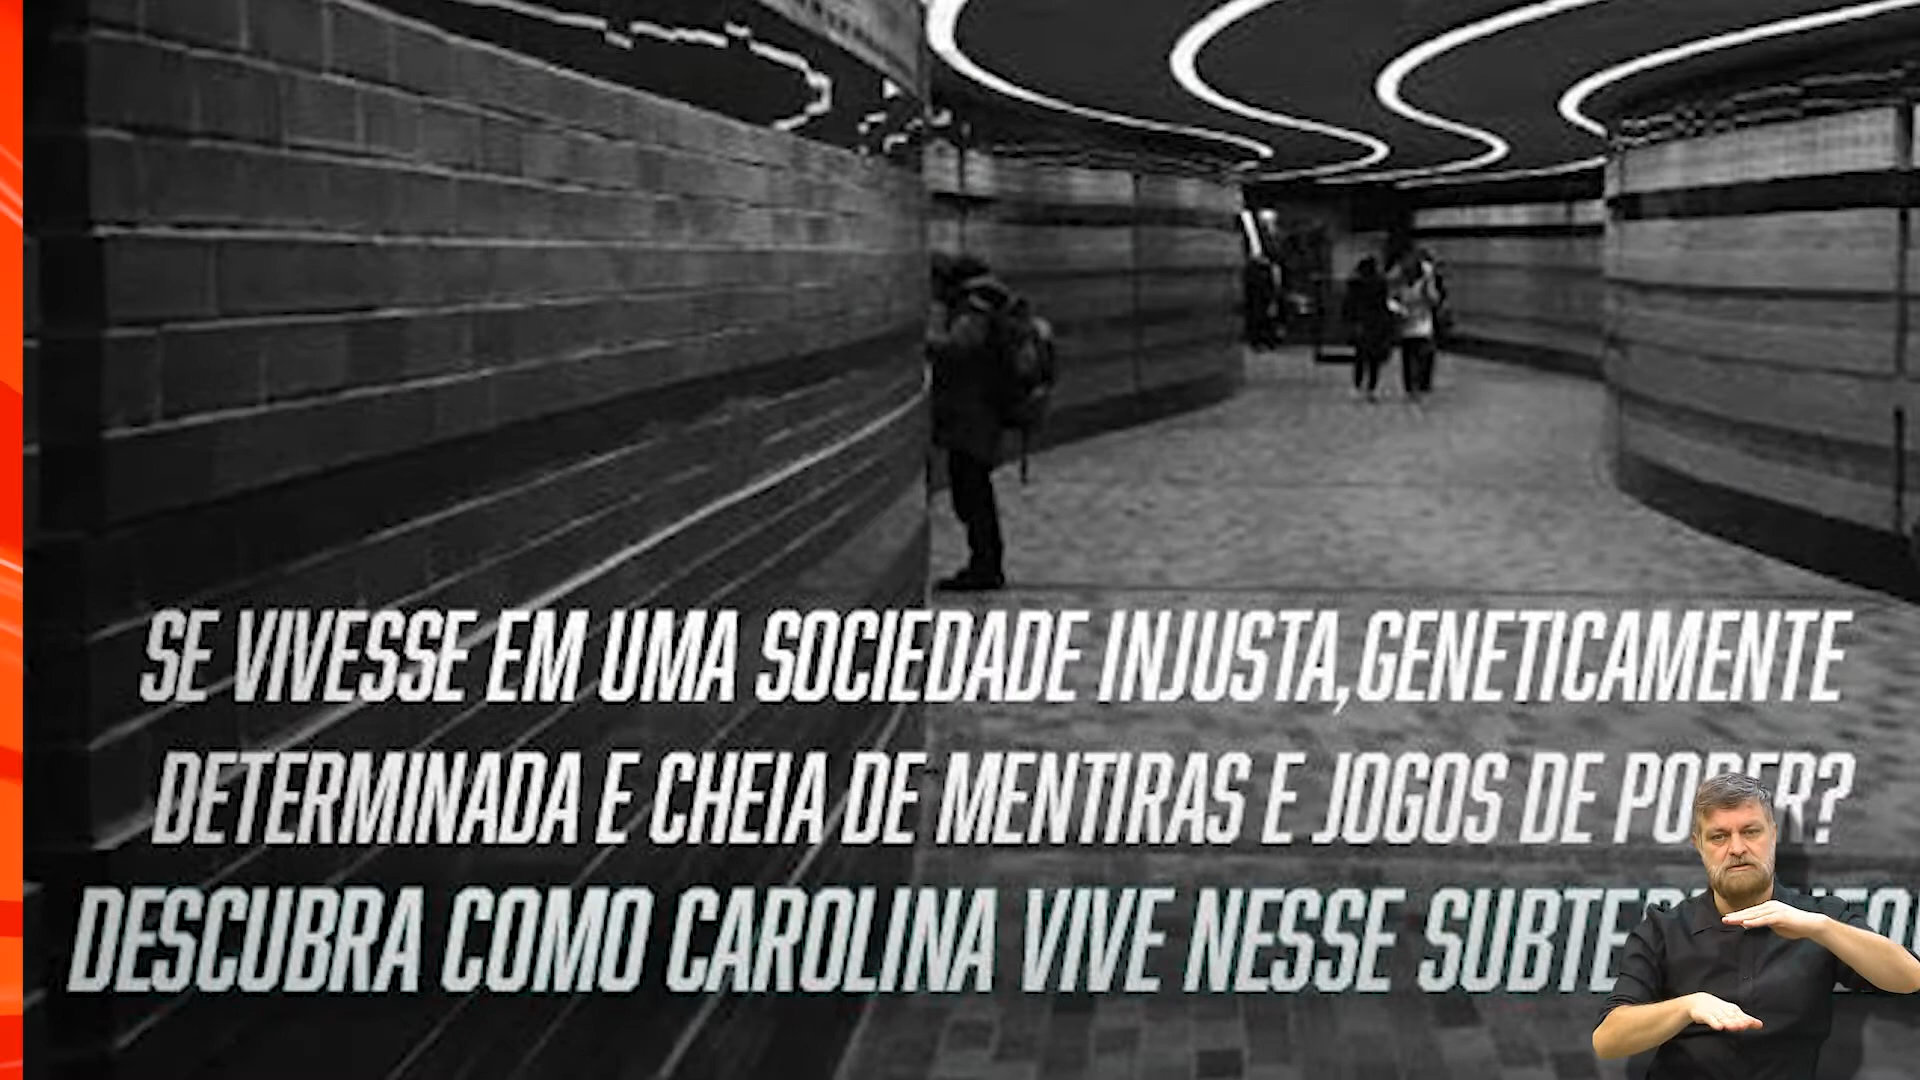 SE VIVESSE EM UMA SOCIEDADE INJUSTA,GENETICAMENTE
DETERMINADA E CHEIA DE MENTIRAS E JOGOS DE
DESCUBRA COMO CAROLINA VIVE NESSE